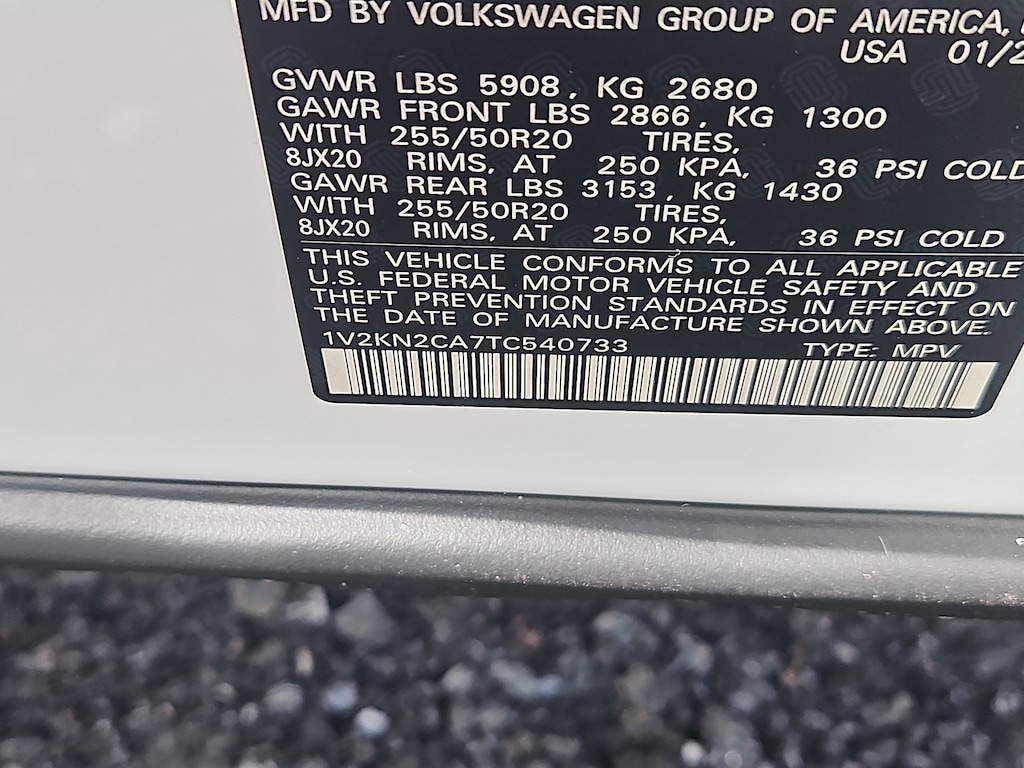 MFD BY VOLKSWAGEN GROUP OF AMERICA,
USA 01/2
GVWR LBS 5908, KG 2680
GAWR FRONT LBS 2866, KG 1300
WITH 255/50R20 TIRES,
8JX20 RIMS, AT 250 KPA, 36 PSI COLD
GAWR REAR LBS 3153, KG 1430
WITH 255/50R20 TIRES,
8JX20 RIMS, AT 250 KPA, 36 PSI COLD
THIS VEHICLE CONFORMS TO ALL APPLICABLE
U.S. FEDERAL MOTOR VEHICLE SAFETY AND
THEFT PREVENTION STANDARDS IN EFFECT ON
THE DATE OF MANUFACTURE SHOWN ABOVE.
1V2KN2CA7TC540733 TYPE: MPV